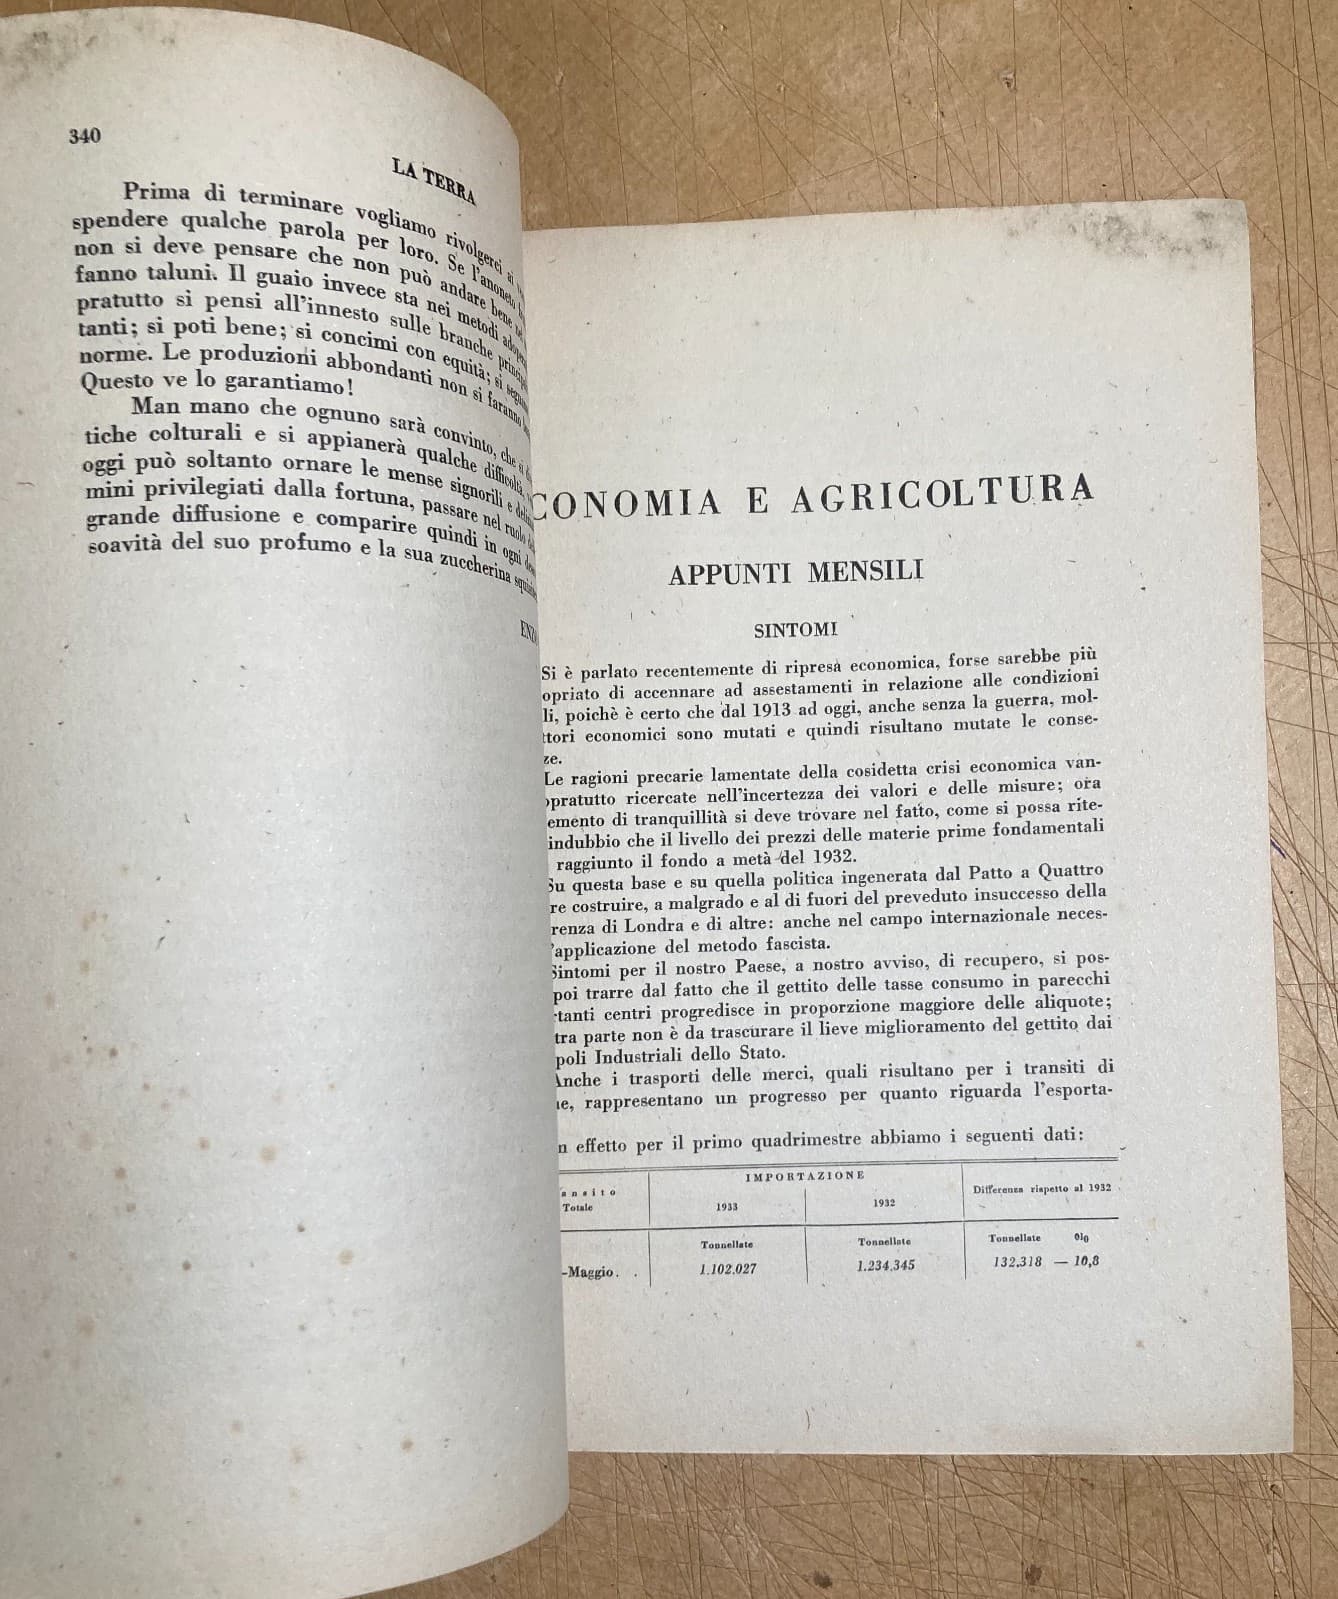 340
LA TERRA
Prima di terminare vogliamo rivolgerci ai
spendere qualche parola per loro. Se l'anoneto
non si deve pensare che non può andare bene
fanno taluni. Il guaio invece sta nei metodi
pratutto si pensi all'innesto sulle branche
tanti; si poti bene; si concimi con equità; si
norme. Le produzioni abbondanti non si faranno
Questo ve lo garantiamo!
Man mano che ognuno sarà convinto, che si
tiche colturali e si appianerà qualche difficoltà,
oggi può soltanto ornare le mense signorili e
mini privilegiati dalla fortuna, passare nel ruolo
grande diffusione e comparire quindi in ogni
soavità del suo profumo e la sua zuccherina
CONOMIA E AGRICOLTURA
APPUNTI MENSILI
SINTOMI
Si è parlato recentemente di ripresa economica, forse sarebbe più
opriato di accennare ad assestamenti in relazione alle condizioni
li, poichè è certo che dal 1913 ad oggi, anche senza la guerra, mol-
ttori economici sono mutati e quindi risultano mutate le conse-
ze.
Le ragioni precarie lamentate della cosidetta crisi economica van-
opratutto ricercate nell'incertezza dei valori e delle misure; ora
emento di tranquillità si deve trovare nel fatto, come si possa rite-
indubbio che il livello dei prezzi delle materie prime fondamentali
raggiunto il fondo a metà del 1932.
Su questa base e su quella politica ingenerata dal Patto a Quattro
re costruire, a malgrado e al di fuori del preveduto insuccesso della
renza di Londra e di altre: anche nel campo internazionale neces-
l'applicazione del metodo fascista.
Sintomi per il nostro Paese, a nostro avviso, di recupero, si pos-
poi trarre dal fatto che il gettito delle tasse consumo in parecchi
rtanti centri progredisce in proporzione maggiore delle aliquote;
tra parte non è da trascurare il lieve miglioramento del gettito dai
poli Industriali dello Stato.
Anche i trasporti delle merci, quali risultano per i transiti di
ne, rappresentano un progresso per quanto riguarda l'esporta-
n effetto per il primo quadrimestre abbiamo i seguenti dati:
IMPORTAZIONE
ansito
Totale
1933
1932
Differenza rispetto al 1932
Tonnellate
Tonnellate
Tonnellate
0|0
-Maggio. .
1.102.027
1.234.345
132.318
— 10,8